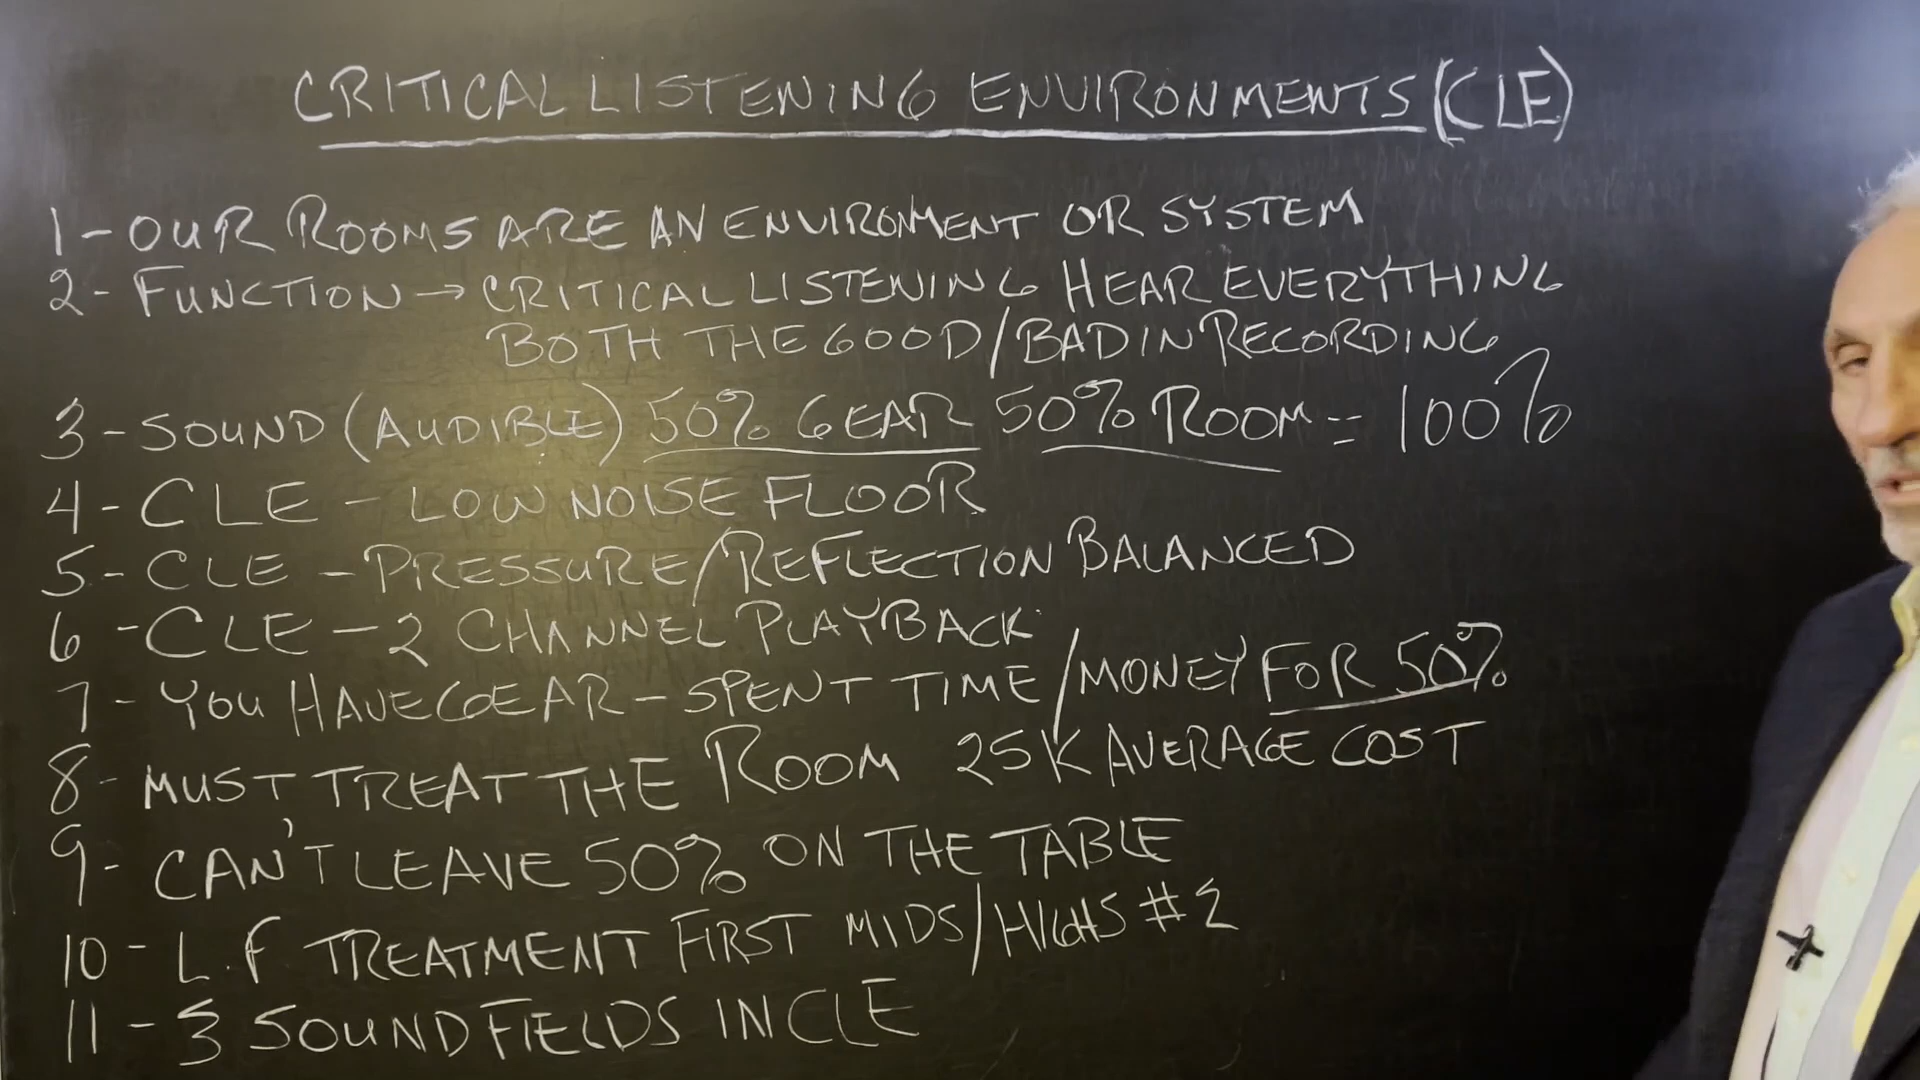 CRITICAL LISTENING ENVIRONMENTS (CLE)
1 - OUR ROOMS ARE AN ENVIRONMENT OR SYSTEM
2 - FUNCTION → CRITICAL LISTENING HEAR EVERYTHING
BOTH THE GOOD/BAD IN RECORDING
3 - SOUND (AUDIBLE) 50% GEAR 50% ROOM = 100%
4 - CLE - LOW NOISE FLOOR
5 - CLE - PRESSURE/REFLECTION BALANCED
6 - CLE - 2 CHANNEL PLAYBACK
7 - YOU HAVE GEAR - SPENT TIME/MONEY FOR 50%
8 - MUST TREAT THE ROOM 25K AVERAGE COST
9 - CAN'T LEAVE 50% ON THE TABLE
10 - L.F TREATMENT FIRST MIDS/HIGHS #2
11 - 3 SOUND FIELDS IN CLE